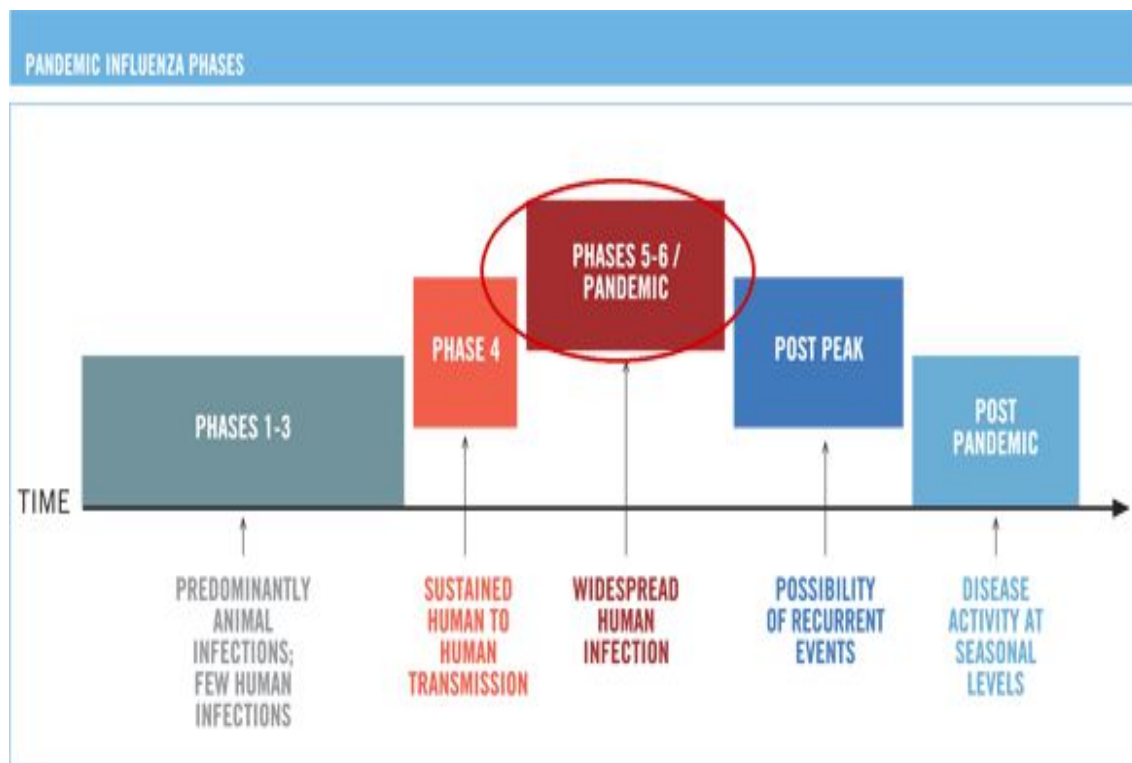 PANDEMIC INFLUENZA PHASES
PHASES 5-6 /
PANDEMIC
PHASE 4
POST PEAK
PHASES 1-3
POST
PANDEMIC
TIME
PREDOMINANTLY
ANIMAL
INFECTIONS;
FEW HUMAN
INFECTIONS
SUSTAINED
HUMAN TO
HUMAN
TRANSMISSION
WIDESPREAD
HUMAN
INFECTION
POSSIBILITY
OF RECURRENT
EVENTS
DISEASE
ACTIVITY AT
SEASONAL
LEVELS